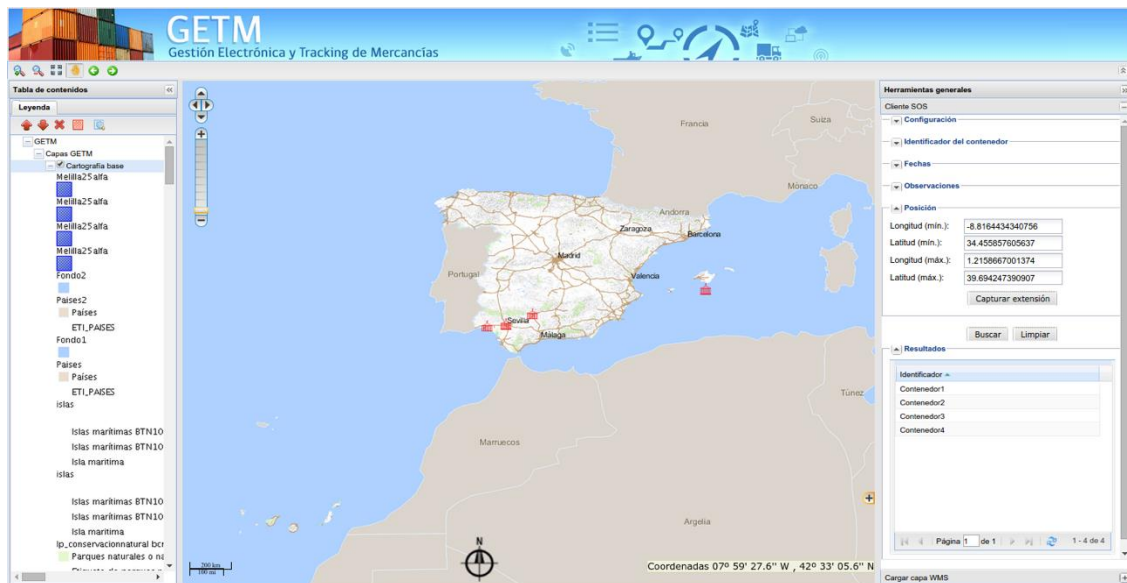 GETM
Gestión Electrónica y Tracking de Mercancías
Tabla de contenidos
Leyenda
GETM
Capas GETM
Cartografía base
Melilla25alfa
Melilla25alfa
Melilla25alfa
Melilla25alfa
Fondo2
Paises2
Países
ETI_PAISES
Fondo1
Paises
Países
ETI_PAISES
islas
Islas marítimas BTN10
Islas marítimas BTN10
Isla maritima
islas
Islas marítimas BTN10
Islas marítimas BTN10
Isla maritima
lp_conservacionnatural bcr
Parques naturales o na
Francia
Suiza
Mónaco
Andorra
Zaragoza
Barcelona
Madrid
Portugal
Valencia
Sevilla
Málaga
Túnez
Marruecos
Argelia
N
200 km
100 mi
Coordenadas 07º 59' 27.6'' W , 42º 33' 05.6'' N
Herramientas generales
Cliente SOS
Configuración
Identificador del contenedor
Fechas
Observaciones
Posición
Longitud (mín.): -8.8164434340756
Latitud (mín.): 34.455857605637
Longitud (máx.): 1.2158667001374
Latitud (máx.): 39.694247390907
Capturar extensión
Buscar Limpiar
Resultados
Identificador
Contenedor1
Contenedor2
Contenedor3
Contenedor4
Página 1 de 1 1 - 4 de 4
Cargar capa WMS